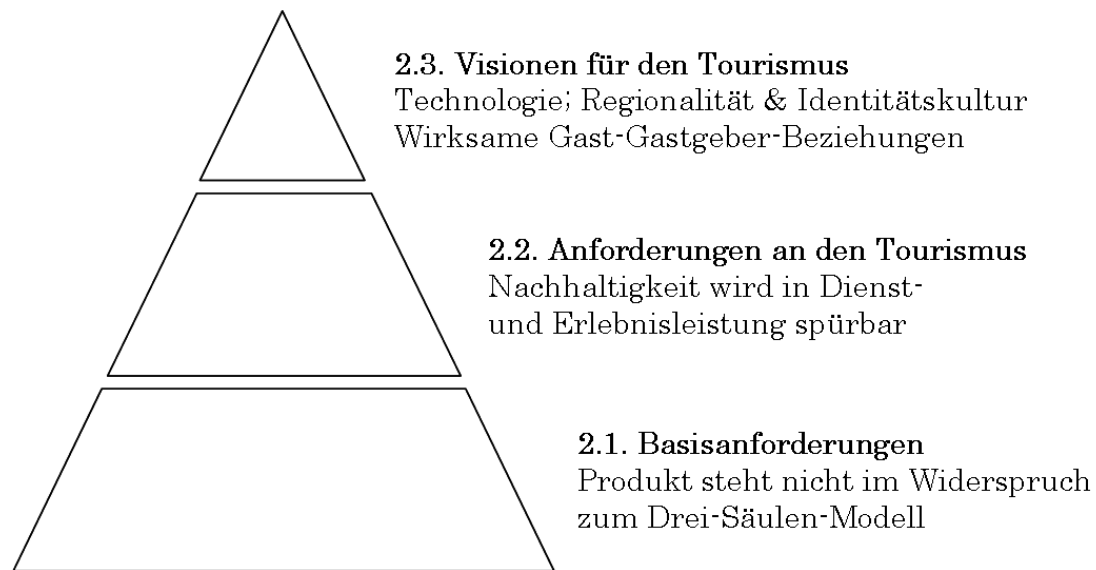 2.3. Visionen für den Tourismus
Technologie; Regionalität & Identitätskultur
Wirksame Gast-Gastgeber-Beziehungen
2.2. Anforderungen an den Tourismus
Nachhaltigkeit wird in Dienst-
und Erlebnisleistung spürbar
2.1. Basisanforderungen
Produkt steht nicht im Widerspruch
zum Drei-Säulen-Modell